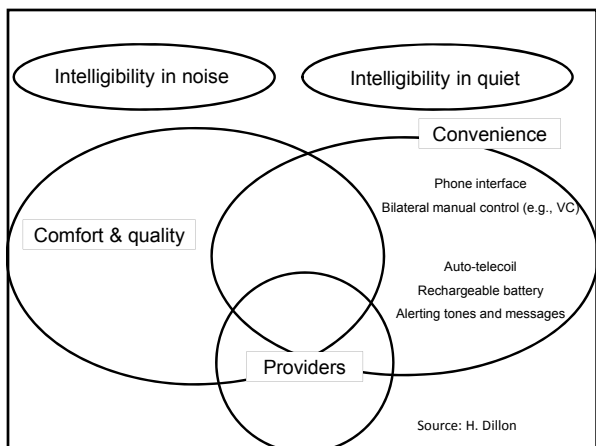 Intelligibility in noise
Intelligibility in quiet
Convenience
Phone interface
Bilateral manual control (e.g., VC)
Comfort & quality
Auto-telecoil
Rechargeable battery
Alerting tones and messages
Providers
Source: H. Dillon